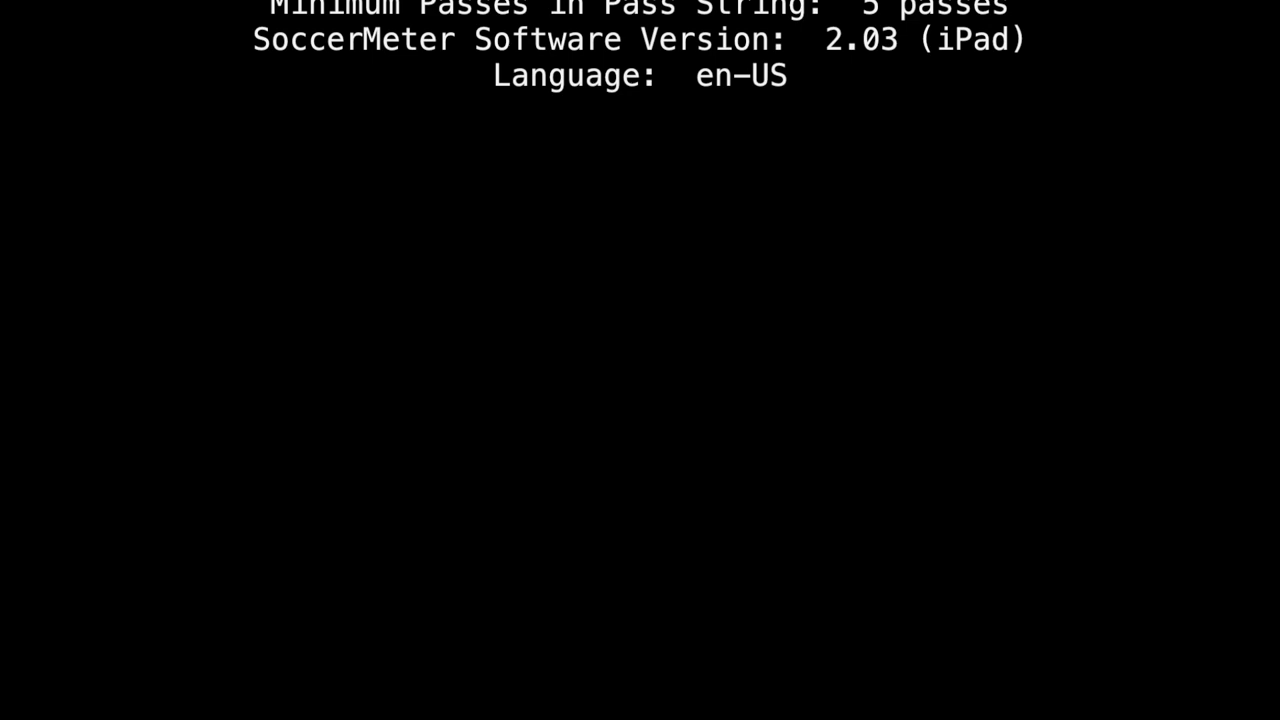 Minimum Passes in Pass String:  5 passes
SoccerMeter Software Version:  2.03 (iPad)
Language:  en-US